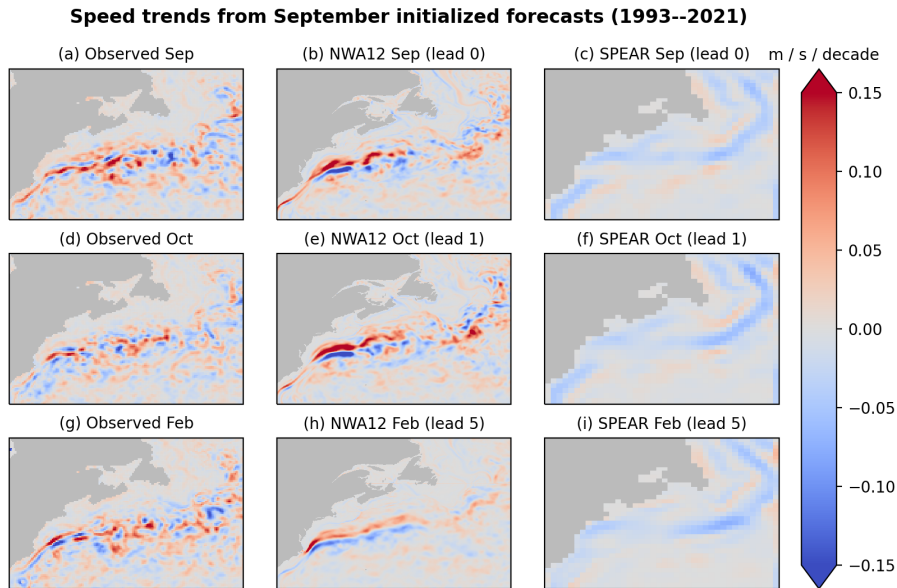 Speed trends from September initialized forecasts (1993--2021)
(a) Observed Sep
(b) NWA12 Sep (lead 0)
(c) SPEAR Sep (lead 0)
m / s / decade
(d) Observed Oct
(e) NWA12 Oct (lead 1)
(f) SPEAR Oct (lead 1)
(g) Observed Feb
(h) NWA12 Feb (lead 5)
(i) SPEAR Feb (lead 5)
0.15
0.10
0.05
0.00
−0.05
−0.10
−0.15